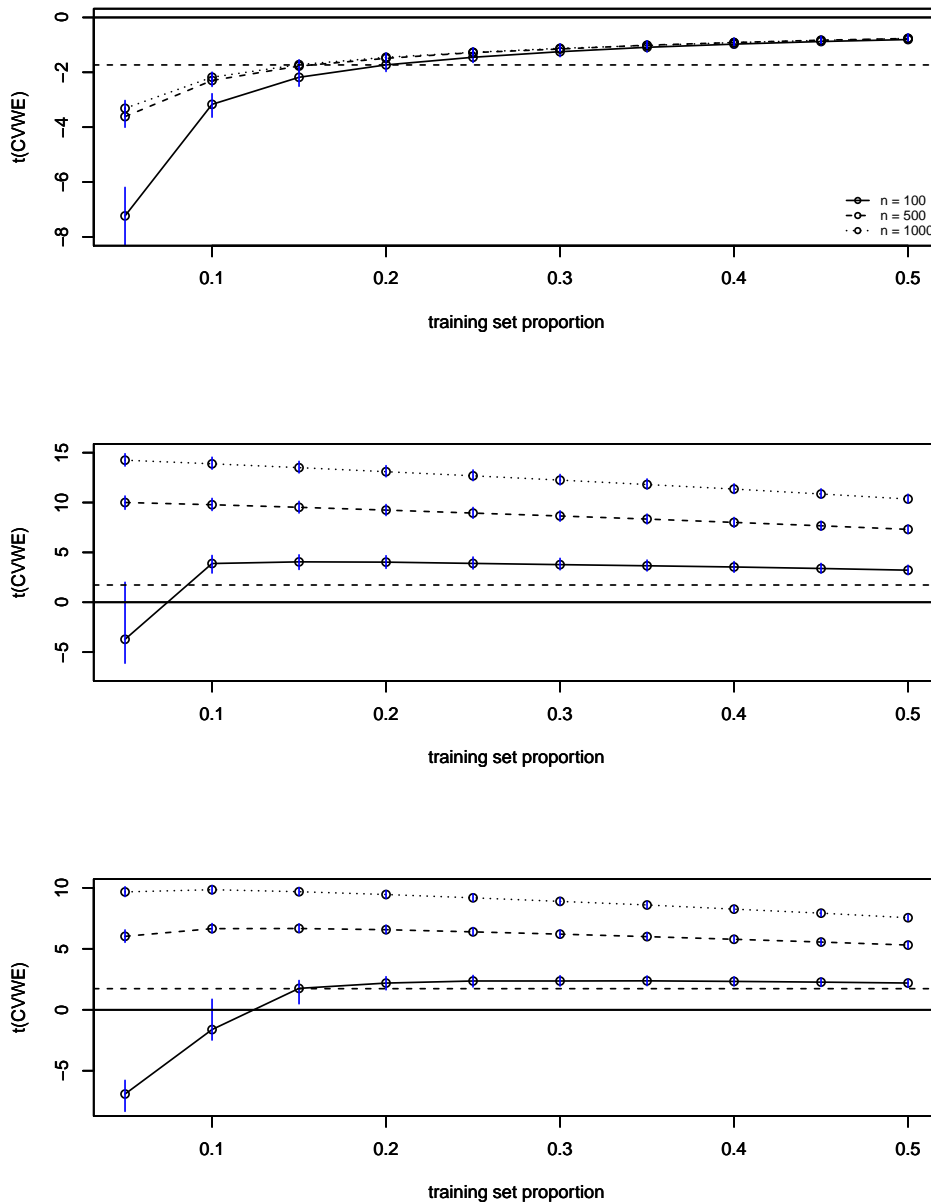 0
−2
−4
−6
−8
t(CVWE)
n = 100
n = 500
n = 1000
0.1 0.2 0.3 0.4 0.5
training set proportion
15
10
5
0
−5
t(CVWE)
0.1 0.2 0.3 0.4 0.5
training set proportion
10
5
0
−5
t(CVWE)
0.1 0.2 0.3 0.4 0.5
training set proportion